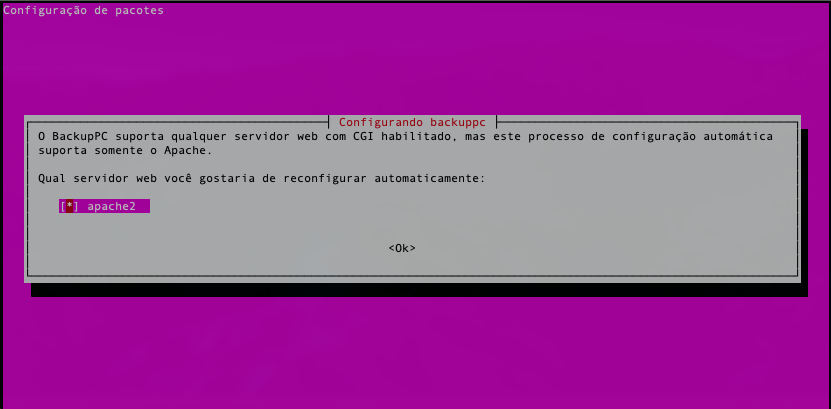 Configuração de pacotes
Configurando backuppc
O BackupPC suporta qualquer servidor web com CGI habilitado, mas este processo de configuração automática
suporta somente o Apache.
Qual servidor web você gostaria de reconfigurar automaticamente:
[*] apache2
<Ok>